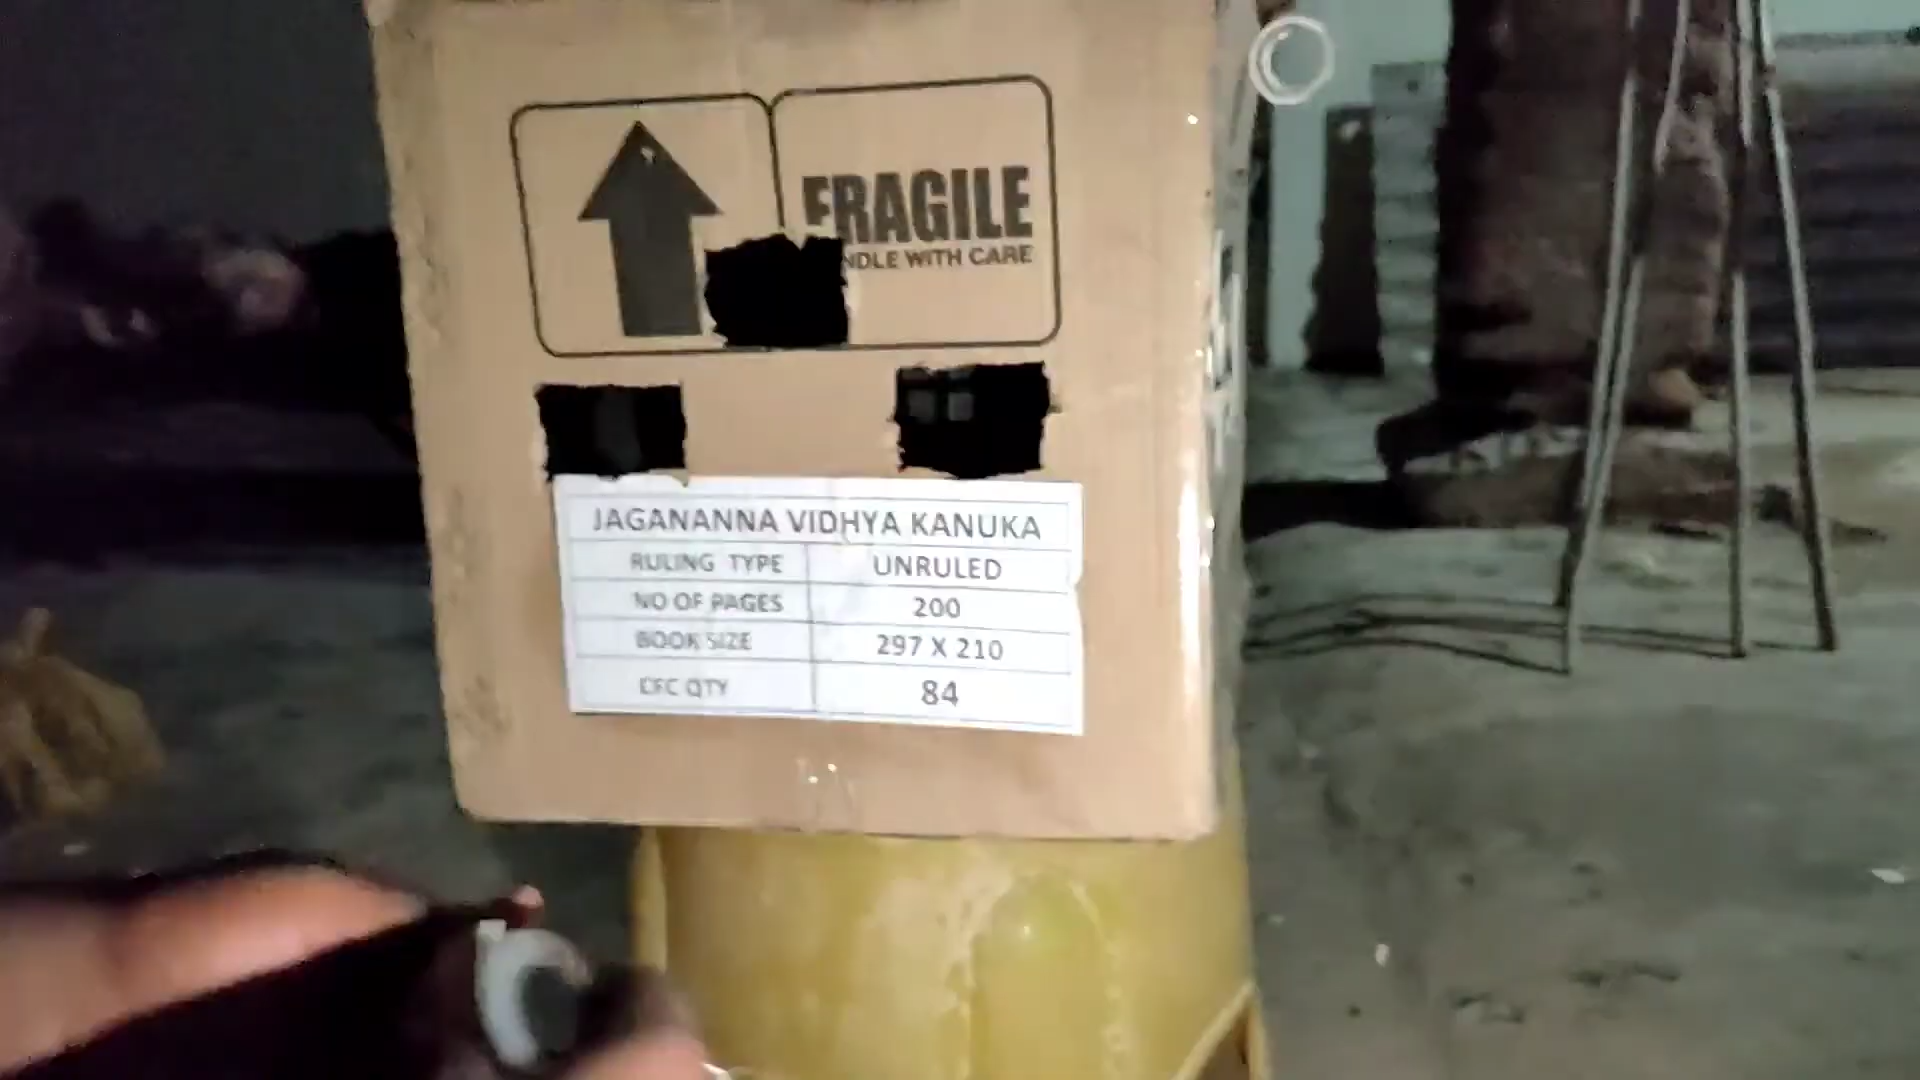 FRAGILE
NDLE WITH CARE
JAGANANNA VIDHYA KANUKA
RULING TYPE UNRULED
NO OF PAGES 200
BOOK SIZE 297 X 210
CFC QTY 84